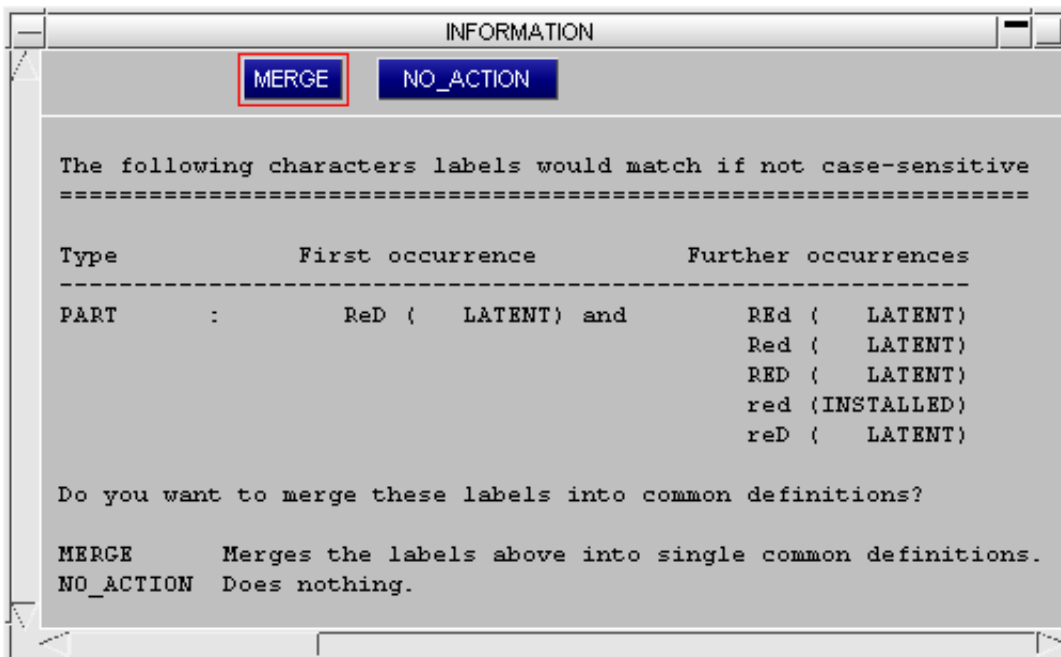 INFORMATION
MERGE NO_ACTION
The following characters labels would match if not case-sensitive
=================================================================
Type First occurrence Further occurrences
-------------------------------------------------------------
PART : ReD ( LATENT) and REd ( LATENT)
Red ( LATENT)
RED ( LATENT)
red (INSTALLED)
reD ( LATENT)
Do you want to merge these labels into common definitions?
MERGE Merges the labels above into single common definitions.
NO_ACTION Does nothing.